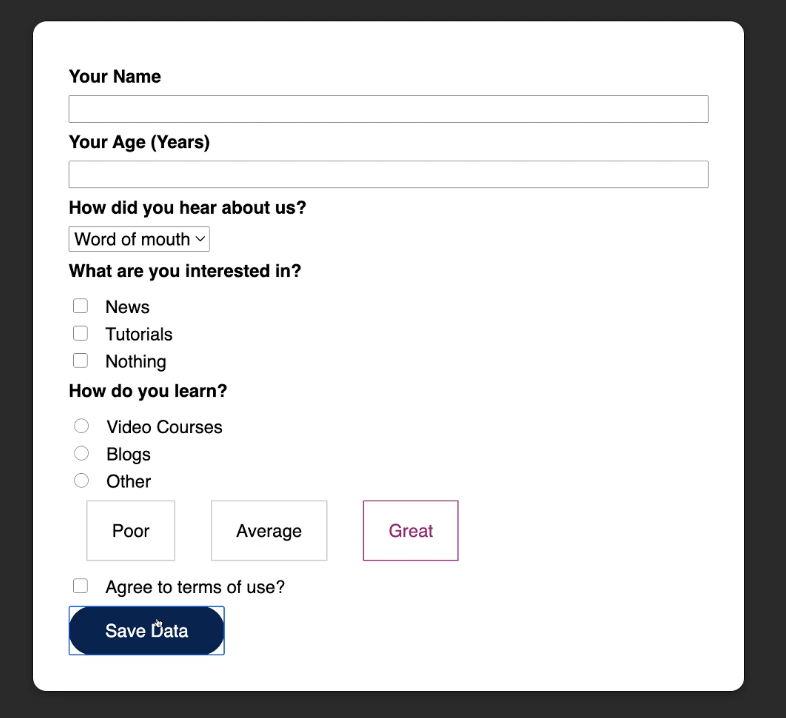 Your Name
Your Age (Years)
How did you hear about us?
Word of mouth
What are you interested in?
News
Tutorials
Nothing
How do you learn?
Video Courses
Blogs
Other
Poor Average Great
Agree to terms of use?
Save Data